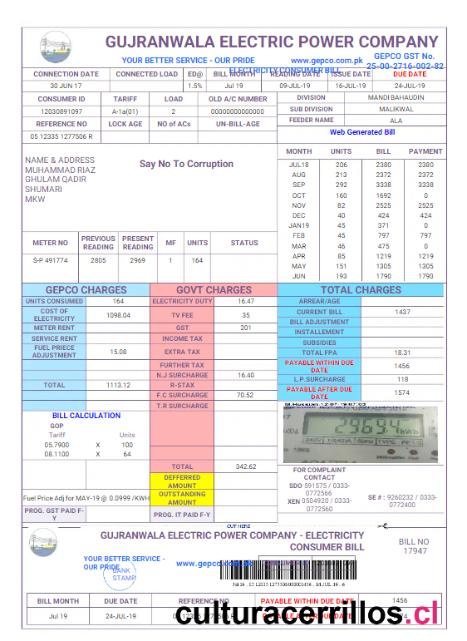 GUJRANWALA ELECTRIC POWER COMPANY
YOUR BETTER SERVICE - OUR PRIDE www.gepco.com.pk GEPCO GST No.
ELECTRICITY CONSUMER BILL 25-00-2716-002-82
CONNECTION DATE CONNECTED LOAD ED@ BILL MONTH READING DATE ISSUE DATE DUE DATE
30 JUN 17 1.5% Jul 19 09-JUL-19 16-JUL-19 24-JUL-19
CONSUMER ID TARIFF LOAD OLD A/C NUMBER DIVISION MANDI BAHAUDIN
12030891097 A-1a(01) 2 00000000000000 SUB DIVISION MALIKWAL
REFERENCE NO LOCK AGE NO of ACs UN-BILL-AGE FEEDER NAME ALA
05 12335 1277506 R Web Generated Bill
NAME & ADDRESS
MUHAMMAD RIAZ
GHULAM QADIR
SHUMARI
MKW
Say No To Corruption
MONTH UNITS BILL PAYMENT
JUL18 206 2380 2380
AUG 213 2372 2372
SEP 292 3338 3338
OCT 160 1692 0
NOV 82 2525 2525
DEC 40 424 424
JAN19 45 371 0
FEB 45 797 797
MAR 46 475 0
APR 85 1219 1219
MAY 151 1305 1305
JUN 193 1790 1790
METER NO PREVIOUS READING PRESENT READING MF UNITS STATUS
S-P 491774 2805 2969 1 164
GEPCO CHARGES GOVT CHARGES TOTAL CHARGES
UNITS CONSUMED 164 ELECTRICITY DUTY 16.47 ARREAR/AGE
COST OF ELECTRICITY 1098.04 TV FEE 35 CURRENT BILL 1437
METER RENT GST 201 BILL ADJUSTMENT
SERVICE RENT INCOME TAX INSTALLEMENT
FUEL PRIECE ADJUSTMENT 15.08 EXTRA TAX SUBSIDIES
TOTAL FPA 18.31
FURTHER TAX PAYABLE WITHIN DUE DATE 1456
N.J SURCHARGE 16.40 L.P.SURCHARGE 118
TOTAL 1113.12 R-STAX PAYABLE AFTER DUE DATE 1574
F.C SURCHARGE 70.52
T.R SURCHARGE
BILL CALCULATION
GOP
Tariff Units
05.7900 X 100
08.1100 X 64
TOTAL 342.62
DEFFERED AMOUNT
OUTSTANDING AMOUNT
Fuel Price Adj for MAY-19 @ 0.0999 /KWH
PROG. GST PAID F-Y PROG. IT PAID F-Y
FOR COMPLAINT CONTACT
SDO 591575 / 0333-0772566
XEN 0504920 / 0333-0772560
SE # : 9260232 / 0333-0772400
CUT HERE
GUJRANWALA ELECTRIC POWER COMPANY - ELECTRICITY CONSUMER BILL
BILL NO
17947
YOUR BETTER SERVICE - OUR PRIDE www.gepco.com.pk
BANK STAMP
BILL MONTH DUE DATE REFERENCE NO PAYABLE WITHIN DUE DATE 1456
Jul 19 24-JUL-19
culturacerrillos.cl